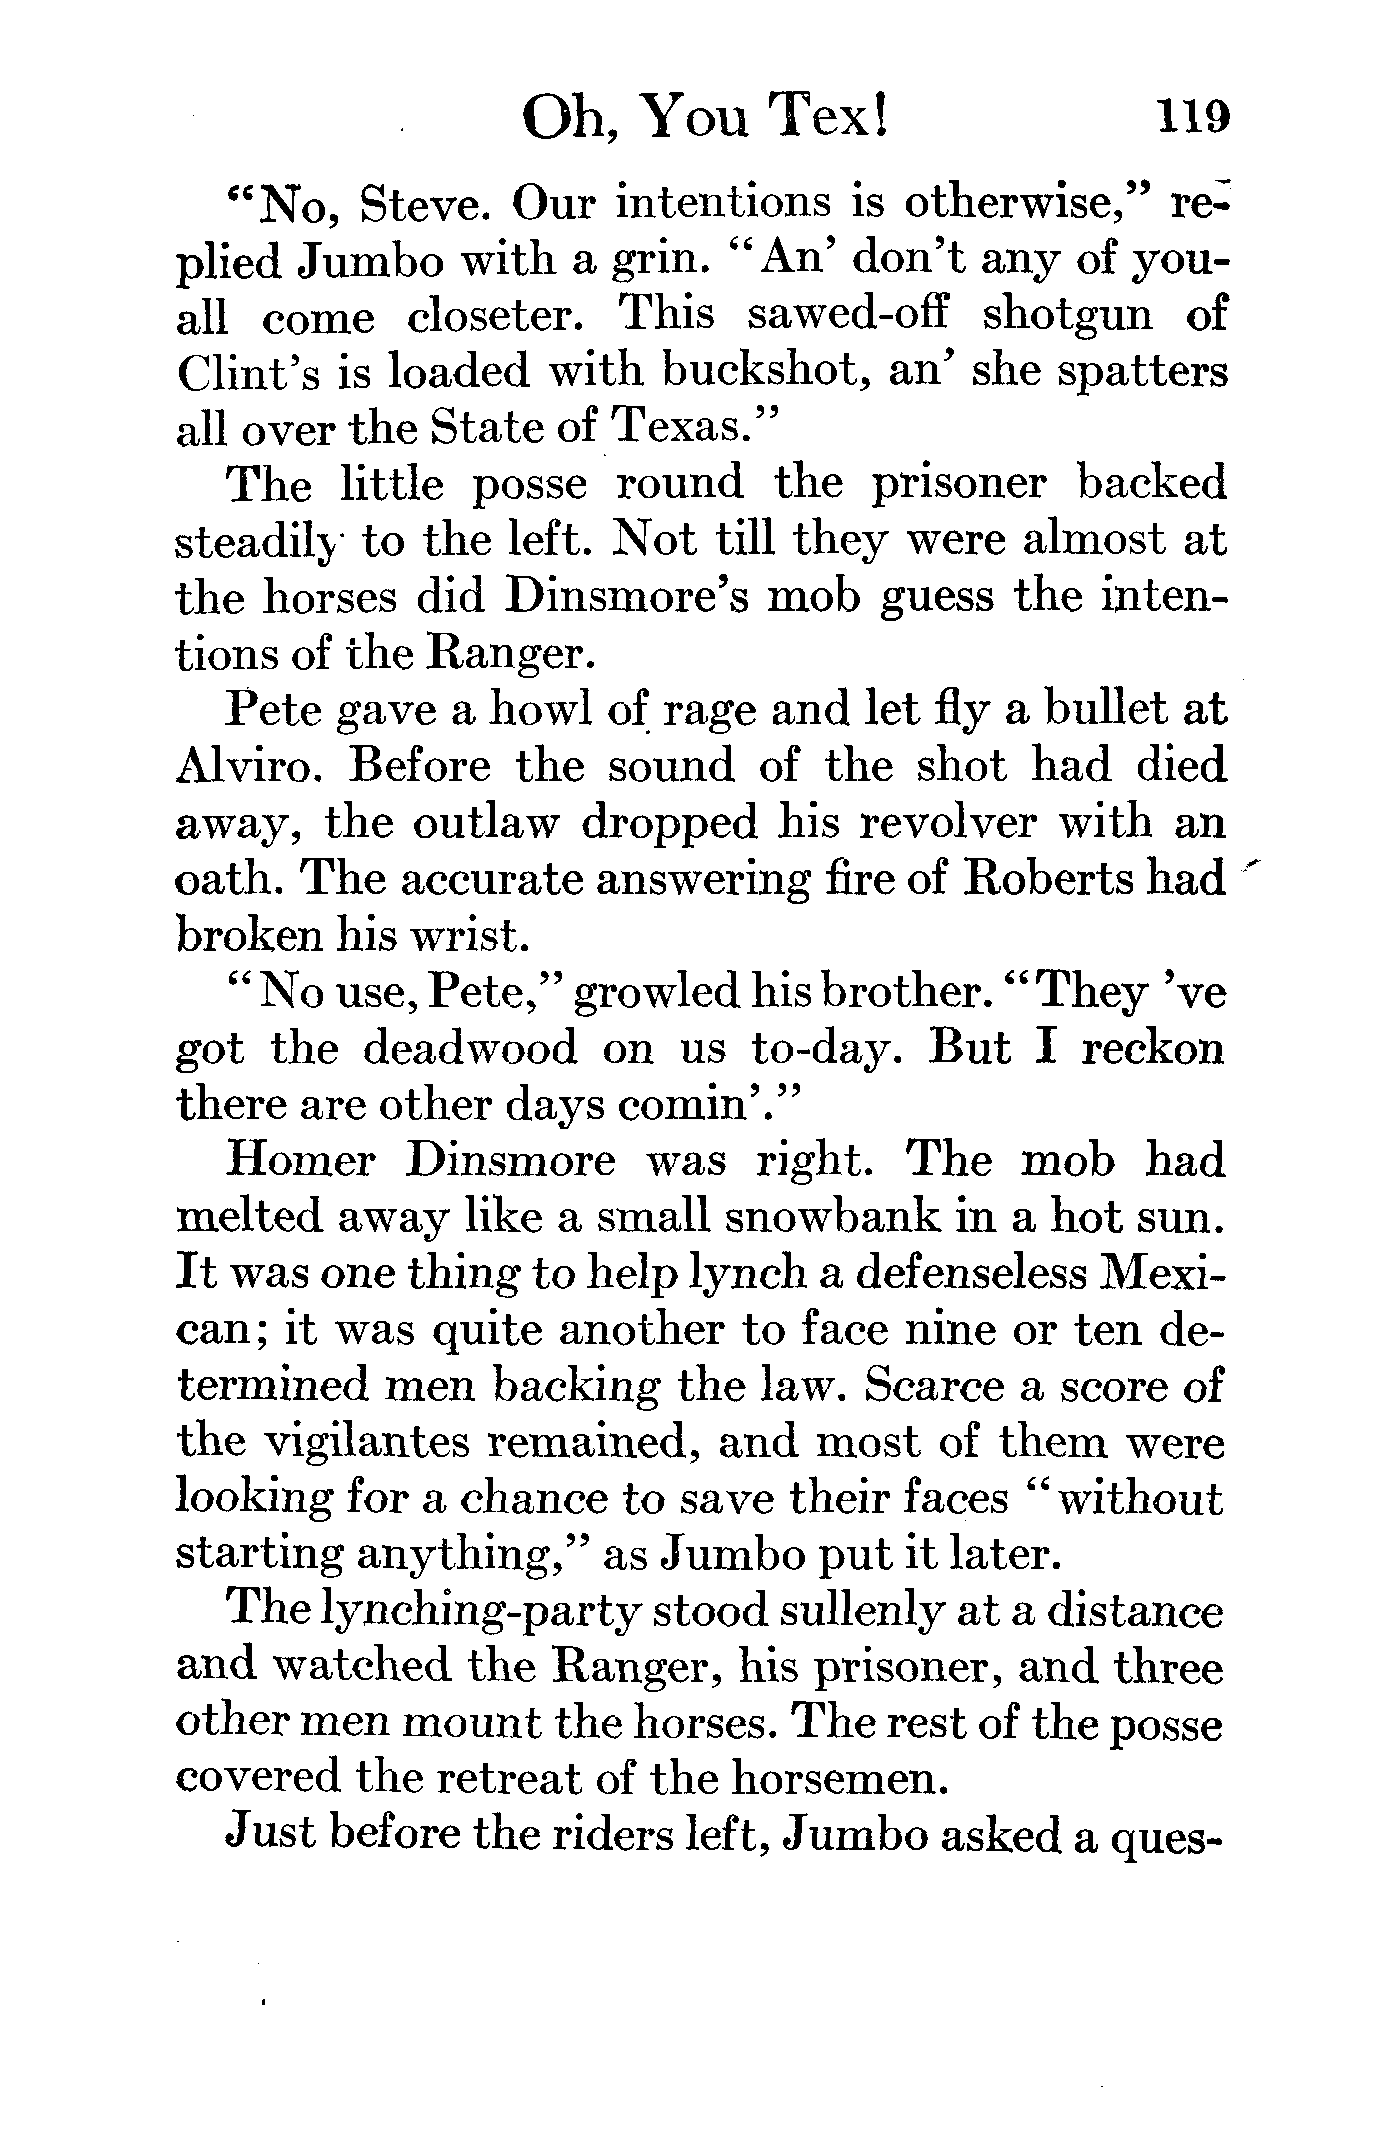 Oh, You Tex! 119
“No, Steve. Our intentions is otherwise,” re-
plied Jumbo with a grin. “An’ don’t any of you-
all come closeter. This sawed-off shotgun of
Clint’s is loaded with buckshot, an’ she spatters
all over the State of Texas.”
The little posse round the prisoner backed
steadily to the left. Not till they were almost at
the horses did Dinsmore’s mob guess the inten-
tions of the Ranger.
Pete gave a howl of rage and let fly a bullet at
Alviro. Before the sound of the shot had died
away, the outlaw dropped his revolver with an
oath. The accurate answering fire of Roberts had
broken his wrist.
“No use, Pete,” growled his brother. “They ’ve
got the deadwood on us to-day. But I reckon
there are other days comin’.”
Homer Dinsmore was right. The mob had
melted away like a small snowbank in a hot sun.
It was one thing to help lynch a defenseless Mexi-
can; it was quite another to face nine or ten de-
termined men backing the law. Scarce a score of
the vigilantes remained, and most of them were
looking for a chance to save their faces “without
starting anything,” as Jumbo put it later.
The lynching-party stood sullenly at a distance
and watched the Ranger, his prisoner, and three
other men mount the horses. The rest of the posse
covered the retreat of the horsemen.
Just before the riders left, Jumbo asked a ques-